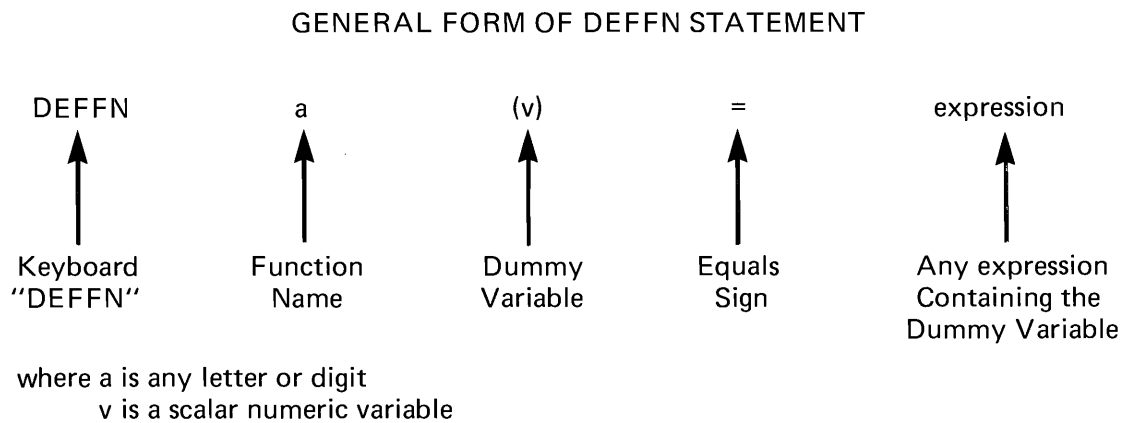 GENERAL FORM OF DEFFN STATEMENT
DEFFN a (v) = expression
Keyboard Function Dummy Equals Any expression
"DEFFN" Name Variable Sign Containing the
Dummy Variable
where a is any letter or digit
v is a scalar numeric variable